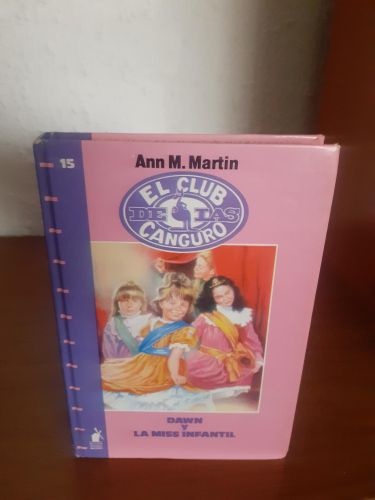 15
Ann M. Martin
EL CLUB
DE LAS
CANGURO
DAWN
Y
LA MISS INFANTIL